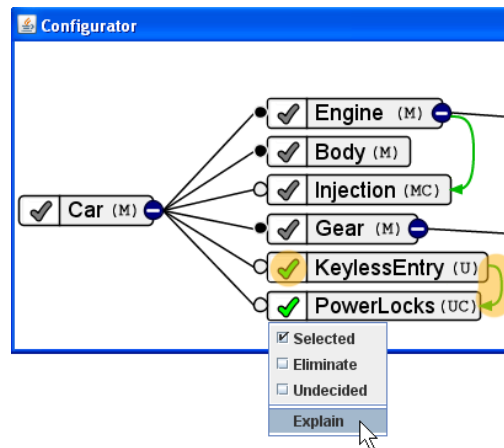 Configurator
Engine (M)
Body (M)
Injection (MC)
Car (M)
Gear (M)
KeylessEntry (U)
PowerLocks (UC)
Selected
Eliminate
Undecided
Explain